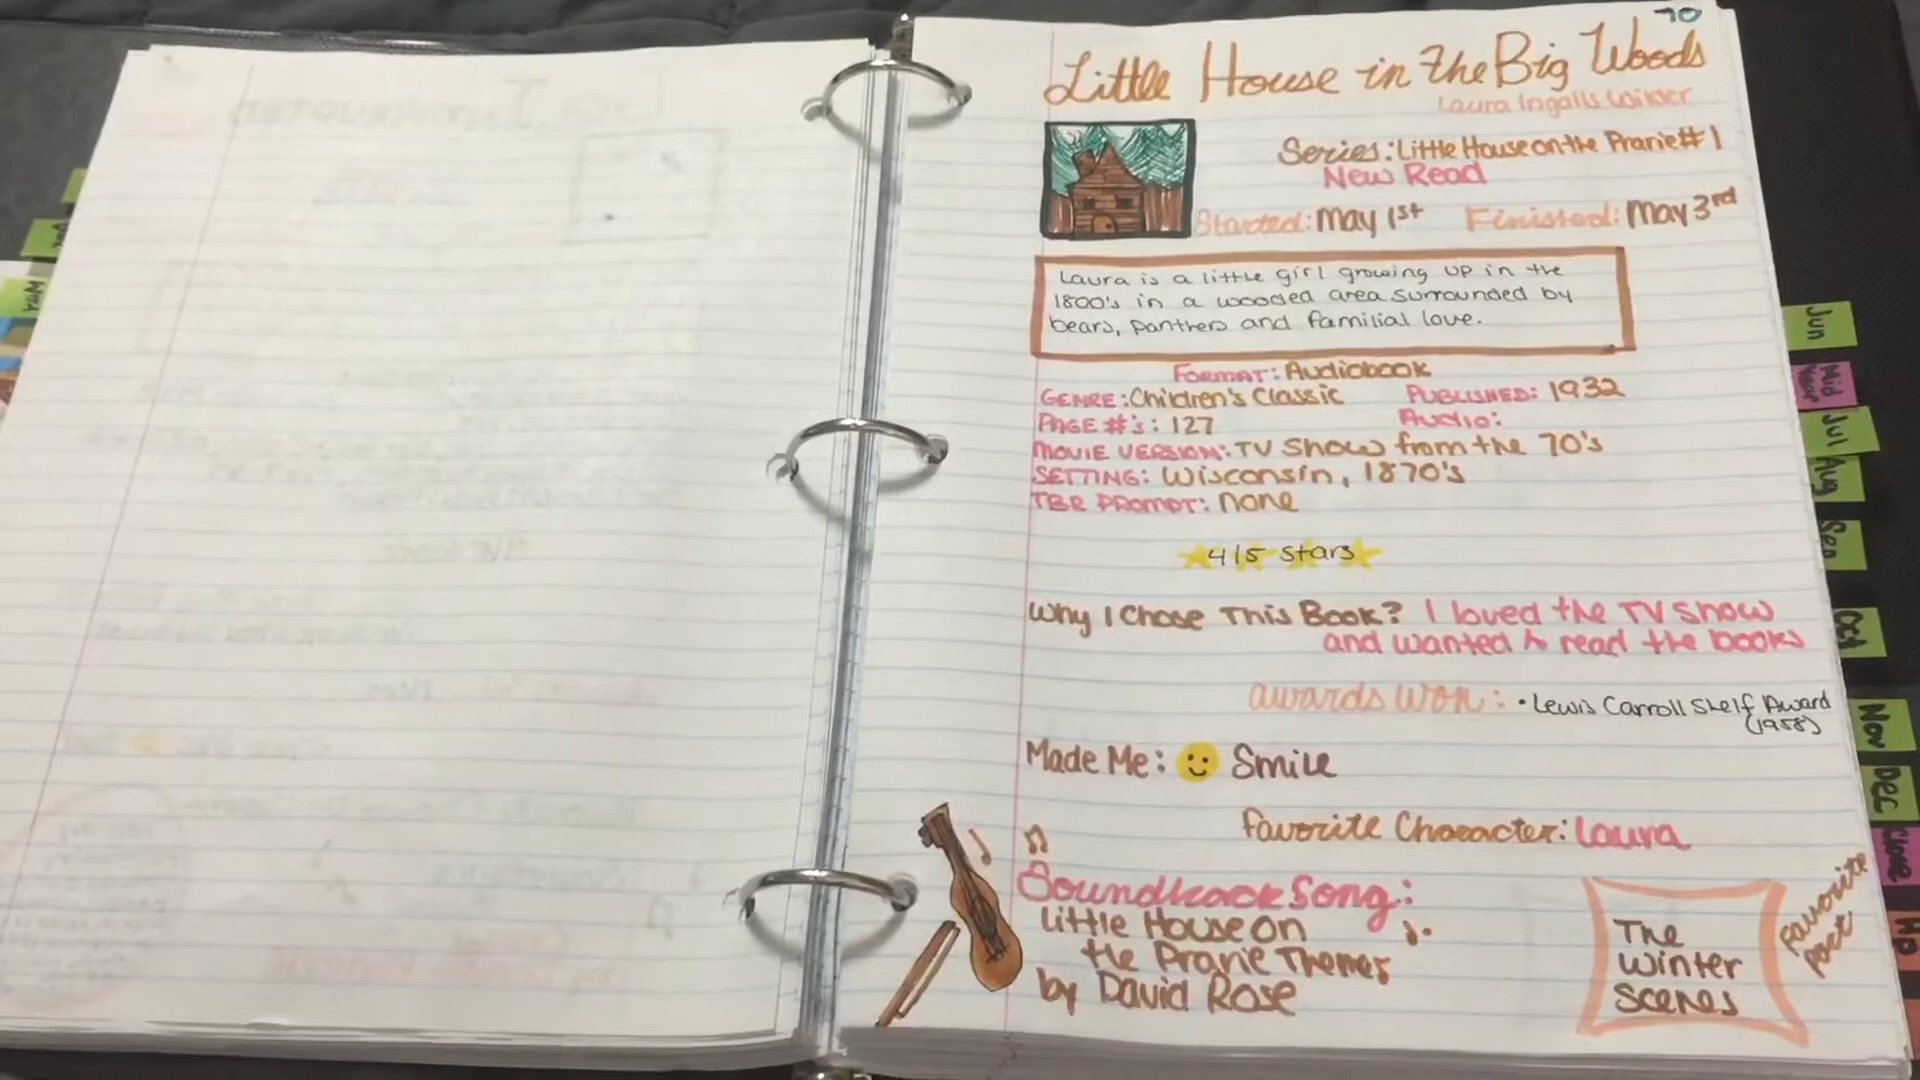 70
Little House in the Big Woods
Laura Ingalls Wilder
Series: Little House on the Prarie #1
New Read
Started: May 1st Finished: May 3rd
Laura is a little girl growing up in the
1800's in a wooded area surrounded by
bears, panthers and familial love.
Format: Audiobook
Genre: Children's Classic Published: 1932
Page #'s: 127 Audio:
Movie Version: TV Show from the 70's
Setting: Wisconsin, 1870's
TBR Prompt: none
4/5 stars
Why I Chose This Book? I loved the TV show
and wanted to read the books
awards won: • Lewis Carroll Shelf Award
(1958)
Made Me: Smile
Favorite Character: Laura
Soundtrack Song:
Little House on
the Prarie Themes
by David Rose
The
Winter
Scenes
Favorite
Part
Jun
Mid
Year
Jul
Aug
Sep
Oct
Nov
Dec